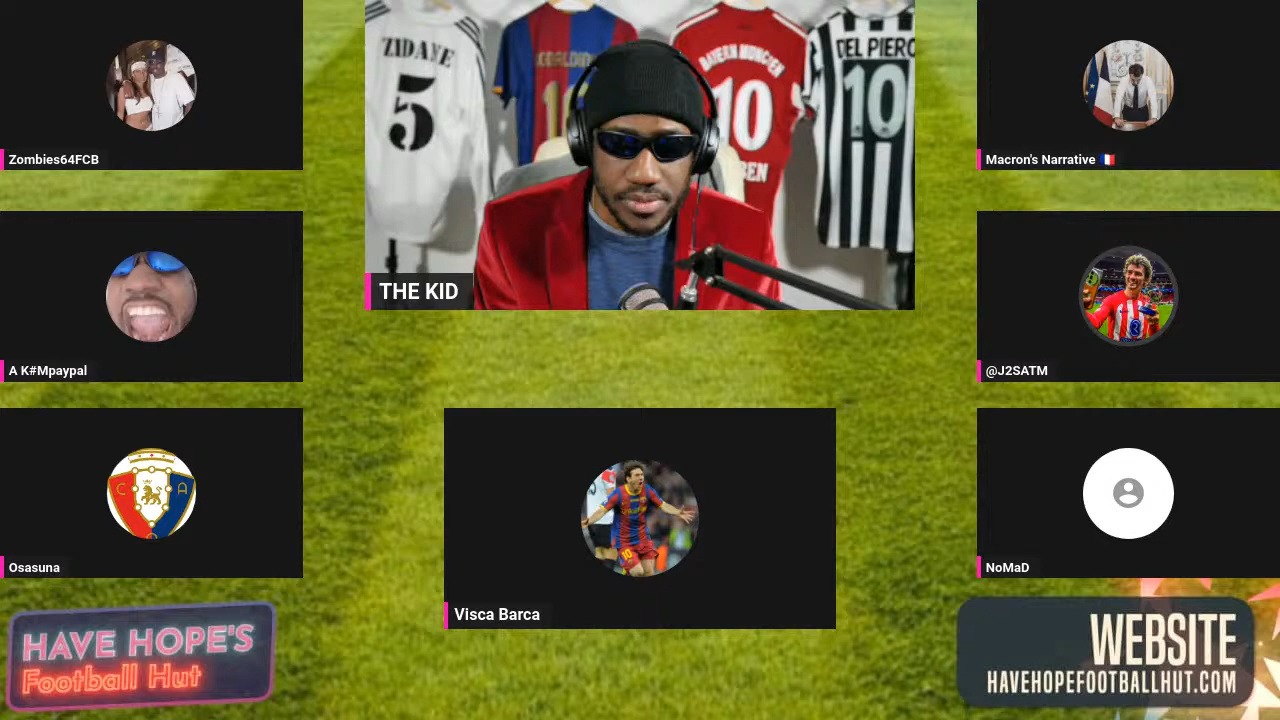 ZIDANE
5
BAYERN MÜNCHEN
10
DEL PIERO
10
THE KID
Zombies64FCB
Macron's Narrative 🇫🇷
A K#Mpaypal
@J2SATM
Osasuna
Visca Barca
NoMaD
HAVE HOPE'S
Football Hut
WEBSITE
HAVEHOPEFOOTBALLHUT.COM